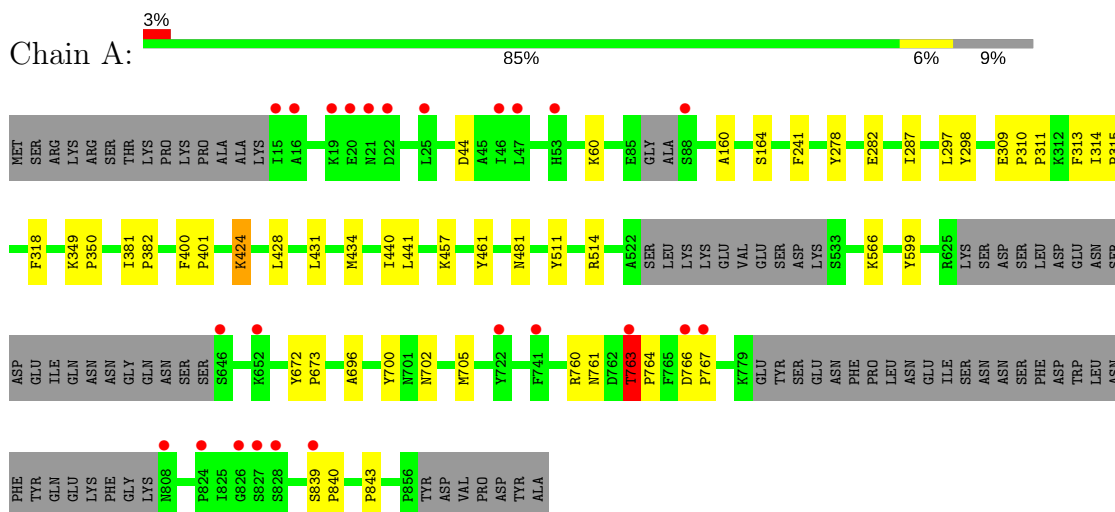 3%
Chain A:
85% 6% 9%
MET SER ARG LYS ARG SER THR LYS PRO LYS PRO ALA ALA LYS I15 A16 K19 E20 N21 D22 L25 D44 A45 I46 L47 H53 K60 E85 GLY ALA S88 A160 S164 F241 Y278 E282 I287 L297 Y298 E309 P310 P311 K312 F313 I314 P315
F318 K349 P350 I381 P382 F400 P401 K424 L428 L431 M434 I440 L441 K457 Y461 N481 Y511 R514 A522 SER LEU LYS LYS GLU VAL GLU SER ASP LYS S533 K566 Y599 R625 LYS SER ASP SER LEU ASP GLU ASN SER
ASP GLU ILE GLN ASN ASN GLY GLN ASN SER SER S646 K652 Y672 P673 A696 Y700 N701 N702 M705 Y722 F741 R760 N761 D762 T763 P764 F765 D766 P767 K779 GLU TYR SER GLU ASN PHE PRO LEU ASN GLU ILE SER ASN ASN SER PHE ASP TRP LEU ASN
PHE TYR GLN GLU LYS PHE GLY LYS N808 P824 I825 G826 S827 S828 S839 P840 P843 P856 TYR ASP VAL PRO ASP TYR ALA